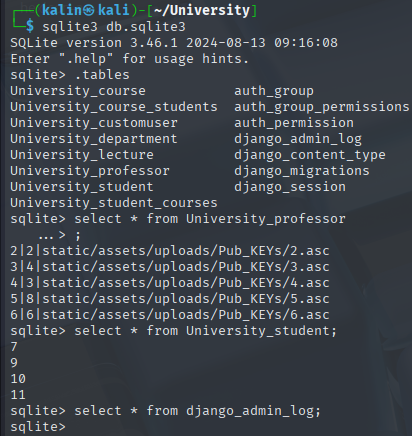 ┌──(kalin㉿kali)-[~/University]
└─$ sqlite3 db.sqlite3
SQLite version 3.46.1 2024-08-13 09:16:08
Enter ".help" for usage hints.
sqlite> .tables
University_course           auth_group
University_course_students  auth_group_permissions
University_customuser       auth_permission
University_department       django_admin_log
University_lecture          django_content_type
University_professor        django_migrations
University_student          django_session
University_student_courses
sqlite> select * from University_professor
   ...> ;
2|2|static/assets/uploads/Pub_KEYs/2.asc
3|4|static/assets/uploads/Pub_KEYs/3.asc
4|3|static/assets/uploads/Pub_KEYs/4.asc
5|8|static/assets/uploads/Pub_KEYs/5.asc
6|6|static/assets/uploads/Pub_KEYs/6.asc
sqlite> select * from University_student;
7
9
10
11
sqlite> select * from django_admin_log;
sqlite>